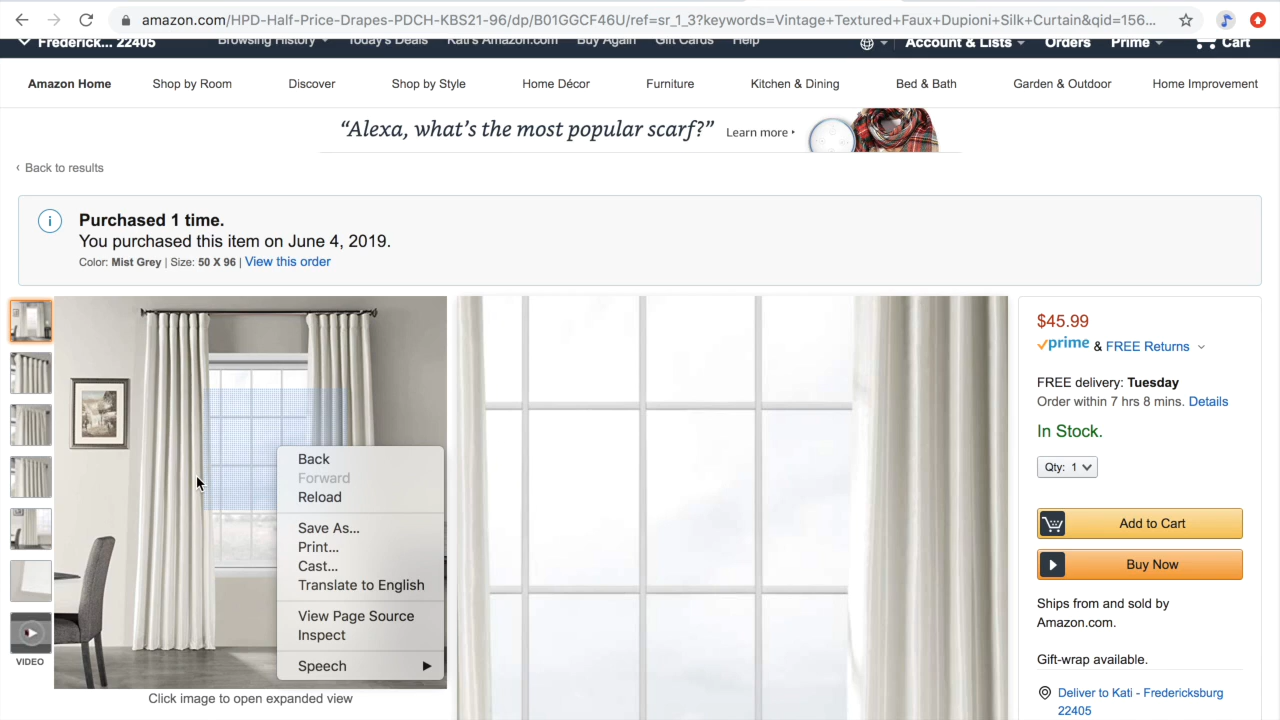 amazon.com/HPD-Half-Price-Drapes-PDCH-KBS21-96/dp/B01GGCF46U/ref=sr_1_3?keywords=Vintage+Textured+Faux+Dupioni+Silk+Curtain&qid=156...
Frederick... 22405 Browsing History Today's Deals Kati's Amazon.com Buy Again Gift Cards Help Account & Lists Orders Prime Cart
Amazon Home Shop by Room Discover Shop by Style Home Décor Furniture Kitchen & Dining Bed & Bath Garden & Outdoor Home Improvement
“Alexa, what's the most popular scarf?” Learn more ▸
‹ Back to results
i
Purchased 1 time.
You purchased this item on June 4, 2019.
Color: Mist Grey | Size: 50 X 96 | View this order
Back
Forward
Reload
Save As...
Print...
Cast...
Translate to English
View Page Source
Inspect
Speech
VIDEO
Click image to open expanded view
$45.99
prime & FREE Returns
FREE delivery: Tuesday
Order within 7 hrs 8 mins. Details
In Stock.
Qty: 1
Add to Cart
Buy Now
Ships from and sold by
Amazon.com.
Gift-wrap available.
Deliver to Kati - Fredericksburg
22405